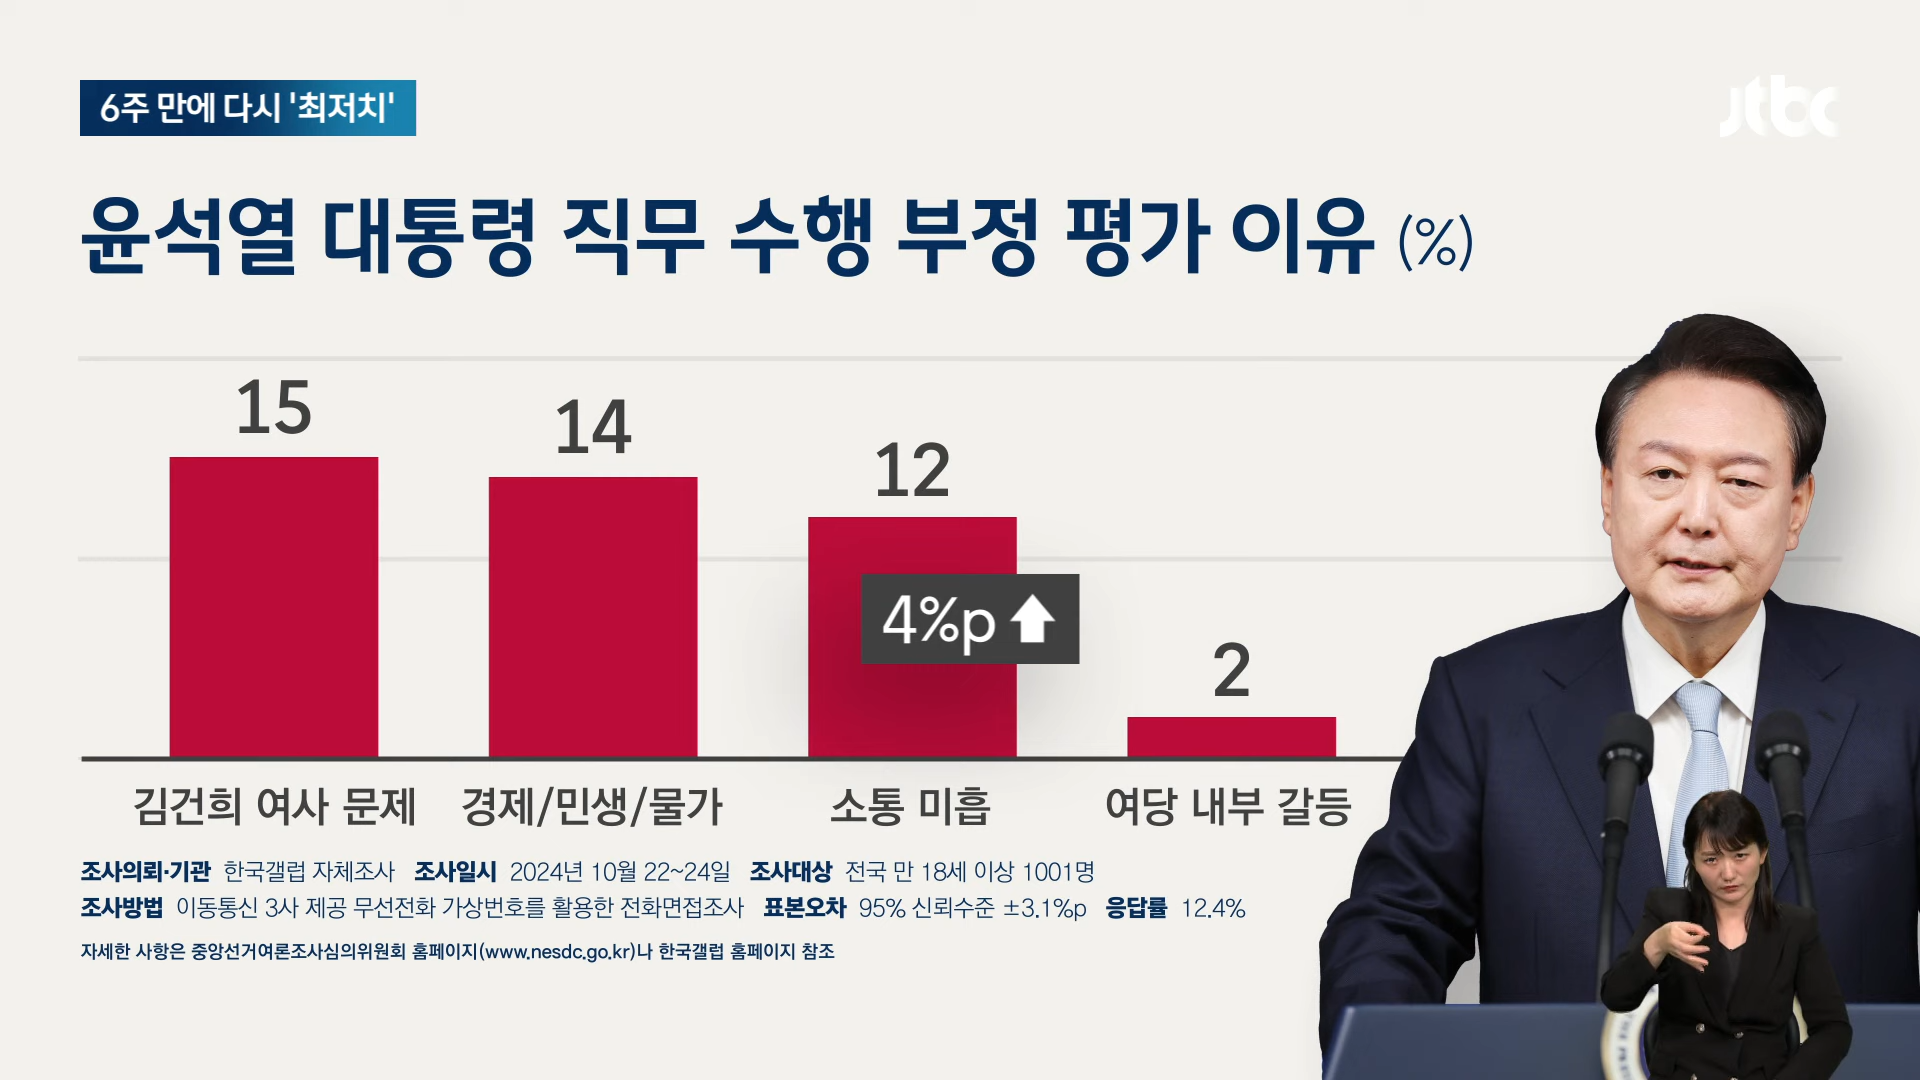 6주 만에 다시 '최저치'
jtbc
윤석열 대통령 직무 수행 부정 평가 이유 (%)
15
14
12
4%p
2
김건희 여사 문제
경제/민생/물가
소통 미흡
여당 내부 갈등
조사의뢰·기관 한국갤럽 자체조사 조사일시 2024년 10월 22~24일 조사대상 전국 만 18세 이상 1001명
조사방법 이동통신 3사 제공 무선전화 가상번호를 활용한 전화면접조사 표본오차 95% 신뢰수준 ±3.1%p 응답률 12.4%
자세한 사항은 중앙선거여론조사심의위원회 홈페이지(www.nesdc.go.kr)나 한국갤럽 홈페이지 참조